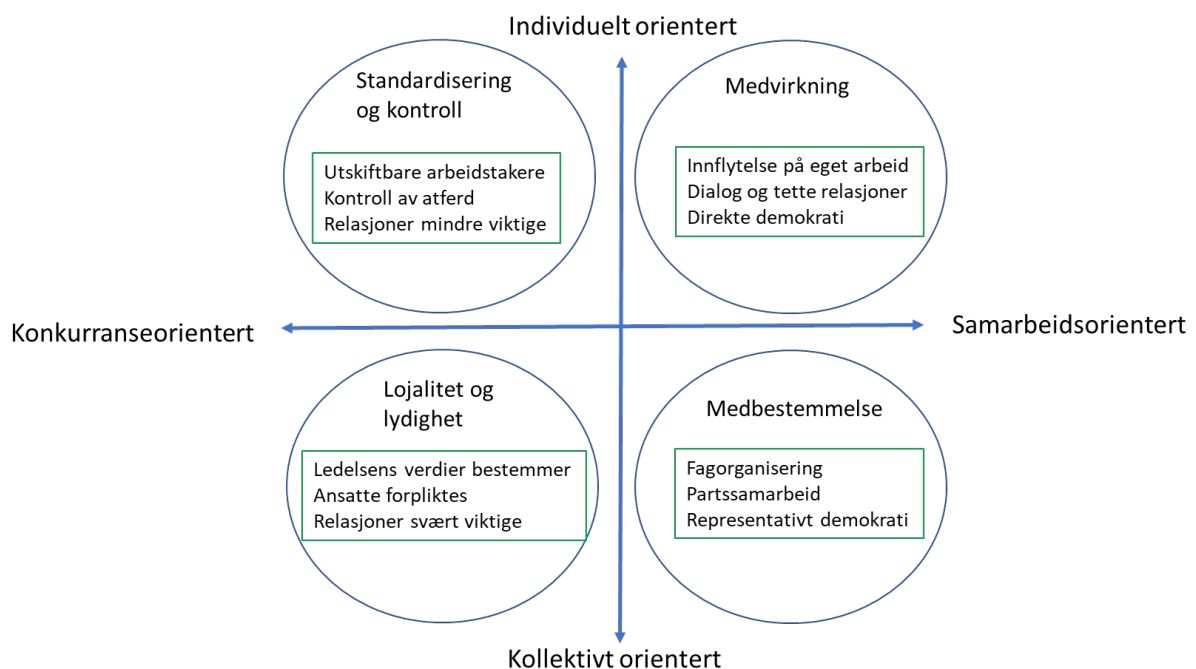 Individuelt orientert
Standardisering
og kontroll
Utskiftbare arbeidstakere
Kontroll av atferd
Relasjoner mindre viktige
Medvirkning
Innflytelse på eget arbeid
Dialog og tette relasjoner
Direkte demokrati
Konkurranseorientert
Samarbeidsorientert
Lojalitet og
lydighet
Ledelsens verdier bestemmer
Ansatte forpliktes
Relasjoner svært viktige
Medbestemmelse
Fagorganisering
Partssamarbeid
Representativt demokrati
Kollektivt orientert